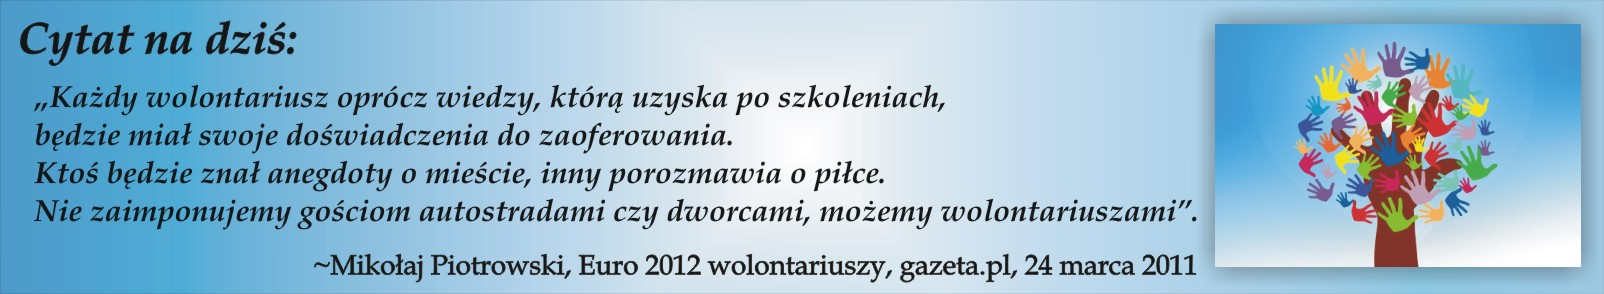 Cytat na dziś:
„Każdy wolontariusz oprócz wiedzy, którą uzyska po szkoleniach,
będzie miał swoje doświadczenia do zaoferowania.
Ktoś będzie znał anegdoty o mieście, inny porozmawia o piłce.
Nie zaimponujemy gościom autostradami czy dworcami, możemy wolontariuszami”.
~Mikołaj Piotrowski, Euro 2012 wolontariuszy, gazeta.pl, 24 marca 2011